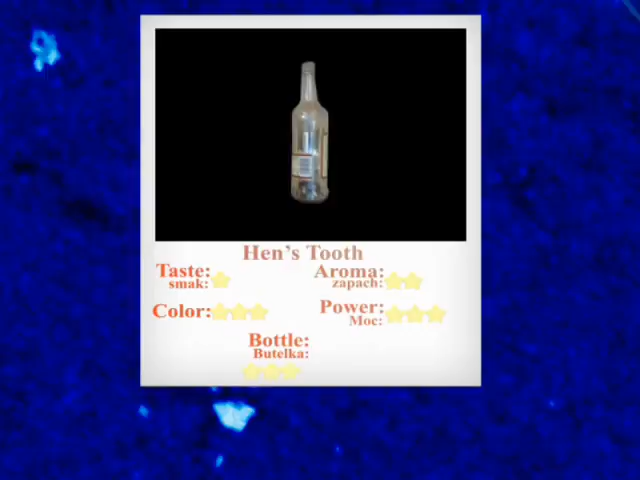 Hen's Tooth
Taste:
smak:
Aroma:
zapach:
Color:
Power:
Moc:
Bottle:
Butelka: